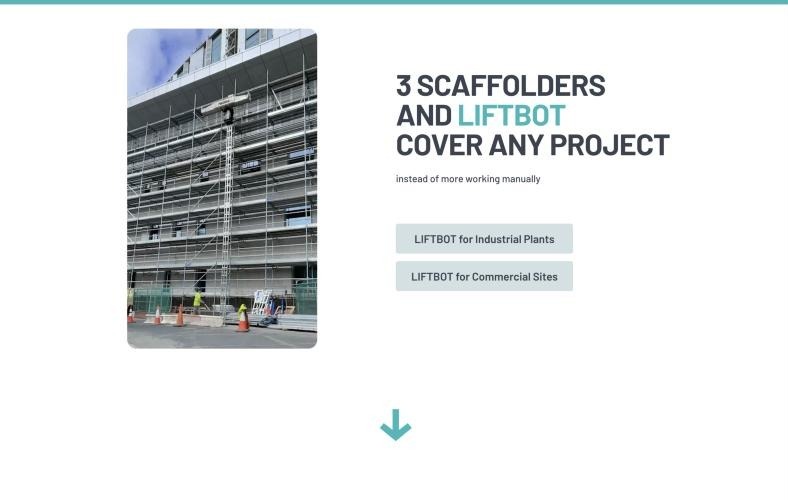 3 SCAFFOLDERS
AND LIFTBOT
COVER ANY PROJECT
instead of more working manually
LIFTBOT for Industrial Plants
LIFTBOT for Commercial Sites